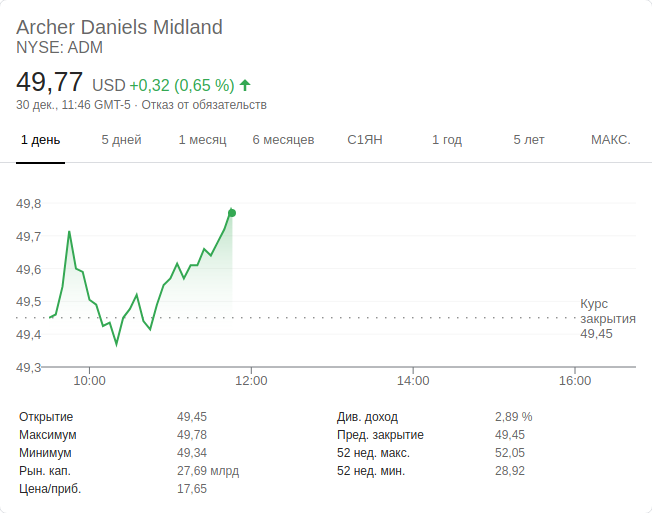 Archer Daniels Midland
NYSE: ADM
49,77 USD +0,32 (0,65 %)
30 дек., 11:46 GMT-5 · Отказ от обязательств
1 день 5 дней 1 месяц 6 месяцев С1ЯН 1 год 5 лет МАКС.
49,8
49,7
49,6
49,5
49,4
49,3
Курс
закрытия
49,45
10:00 12:00 14:00 16:00
Открытие 49,45 Див. доход 2,89 %
Максимум 49,78 Пред. закрытие 49,45
Минимум 49,34 52 нед. макс. 52,05
Рын. кап. 27,69 млрд 52 нед. мин. 28,92
Цена/приб. 17,65